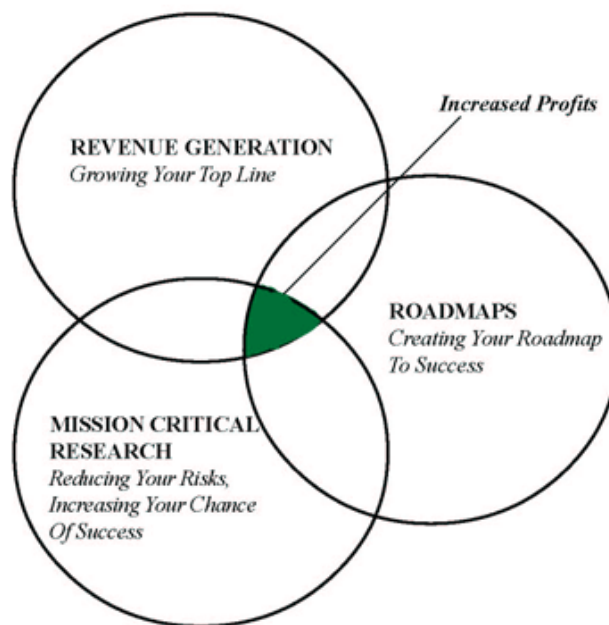 Increased Profits
REVENUE GENERATION
Growing Your Top Line
ROADMAPS
Creating Your Roadmap
To Success
MISSION CRITICAL
RESEARCH
Reducing Your Risks,
Increasing Your Chance
Of Success